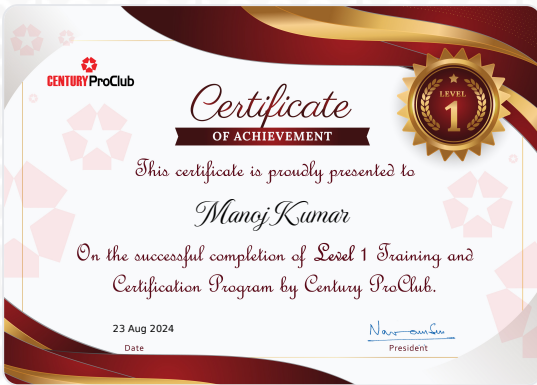 CENTURY ProClub
LEVEL
1
Certificate
OF ACHIEVEMENT
This certificate is proudly presented to
Manoj Kumar
On the successful completion of Level 1 Training and
Certification Program by Century ProClub.
23 Aug 2024
Date
President